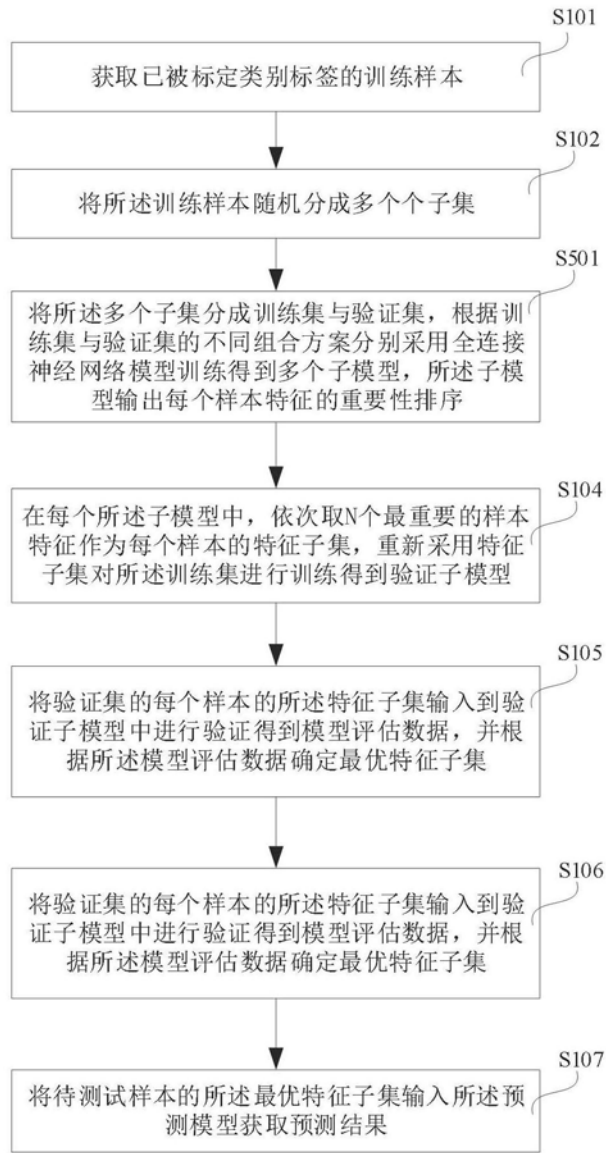 S101
获取已被标定类别标签的训练样本
S102
将所述训练样本随机分成多个个子集
S501
将所述多个子集分成训练集与验证集，根据训
练集与验证集的不同组合方案分别采用全连接
神经网络模型训练得到多个子模型，所述子模
型输出每个样本特征的重要性排序
S104
在每个所述子模型中，依次取N个最重要的样本
特征作为每个样本的特征子集，重新采用特征
子集对所述训练集进行训练得到验证子模型
S105
将验证集的每个样本的所述特征子集输入到验
证子模型中进行验证得到模型评估数据，并根
据所述模型评估数据确定最优特征子集
S106
将验证集的每个样本的所述特征子集输入到验
证子模型中进行验证得到模型评估数据，并根
据所述模型评估数据确定最优特征子集
S107
将待测试样本的所述最优特征子集输入所述预
测模型获取预测结果